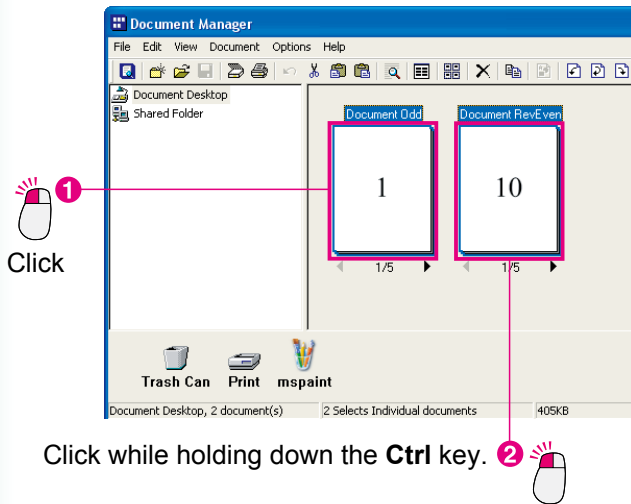 Document Manager
File Edit View Document Options Help
Document Desktop
Shared Folder
Document Odd Document RevEven
1 10
1
Click
1/5 1/5
Trash Can Print mspaint
Document Desktop, 2 document(s) 2 Selects Individual documents 405KB
Click while holding down the Ctrl key. 2